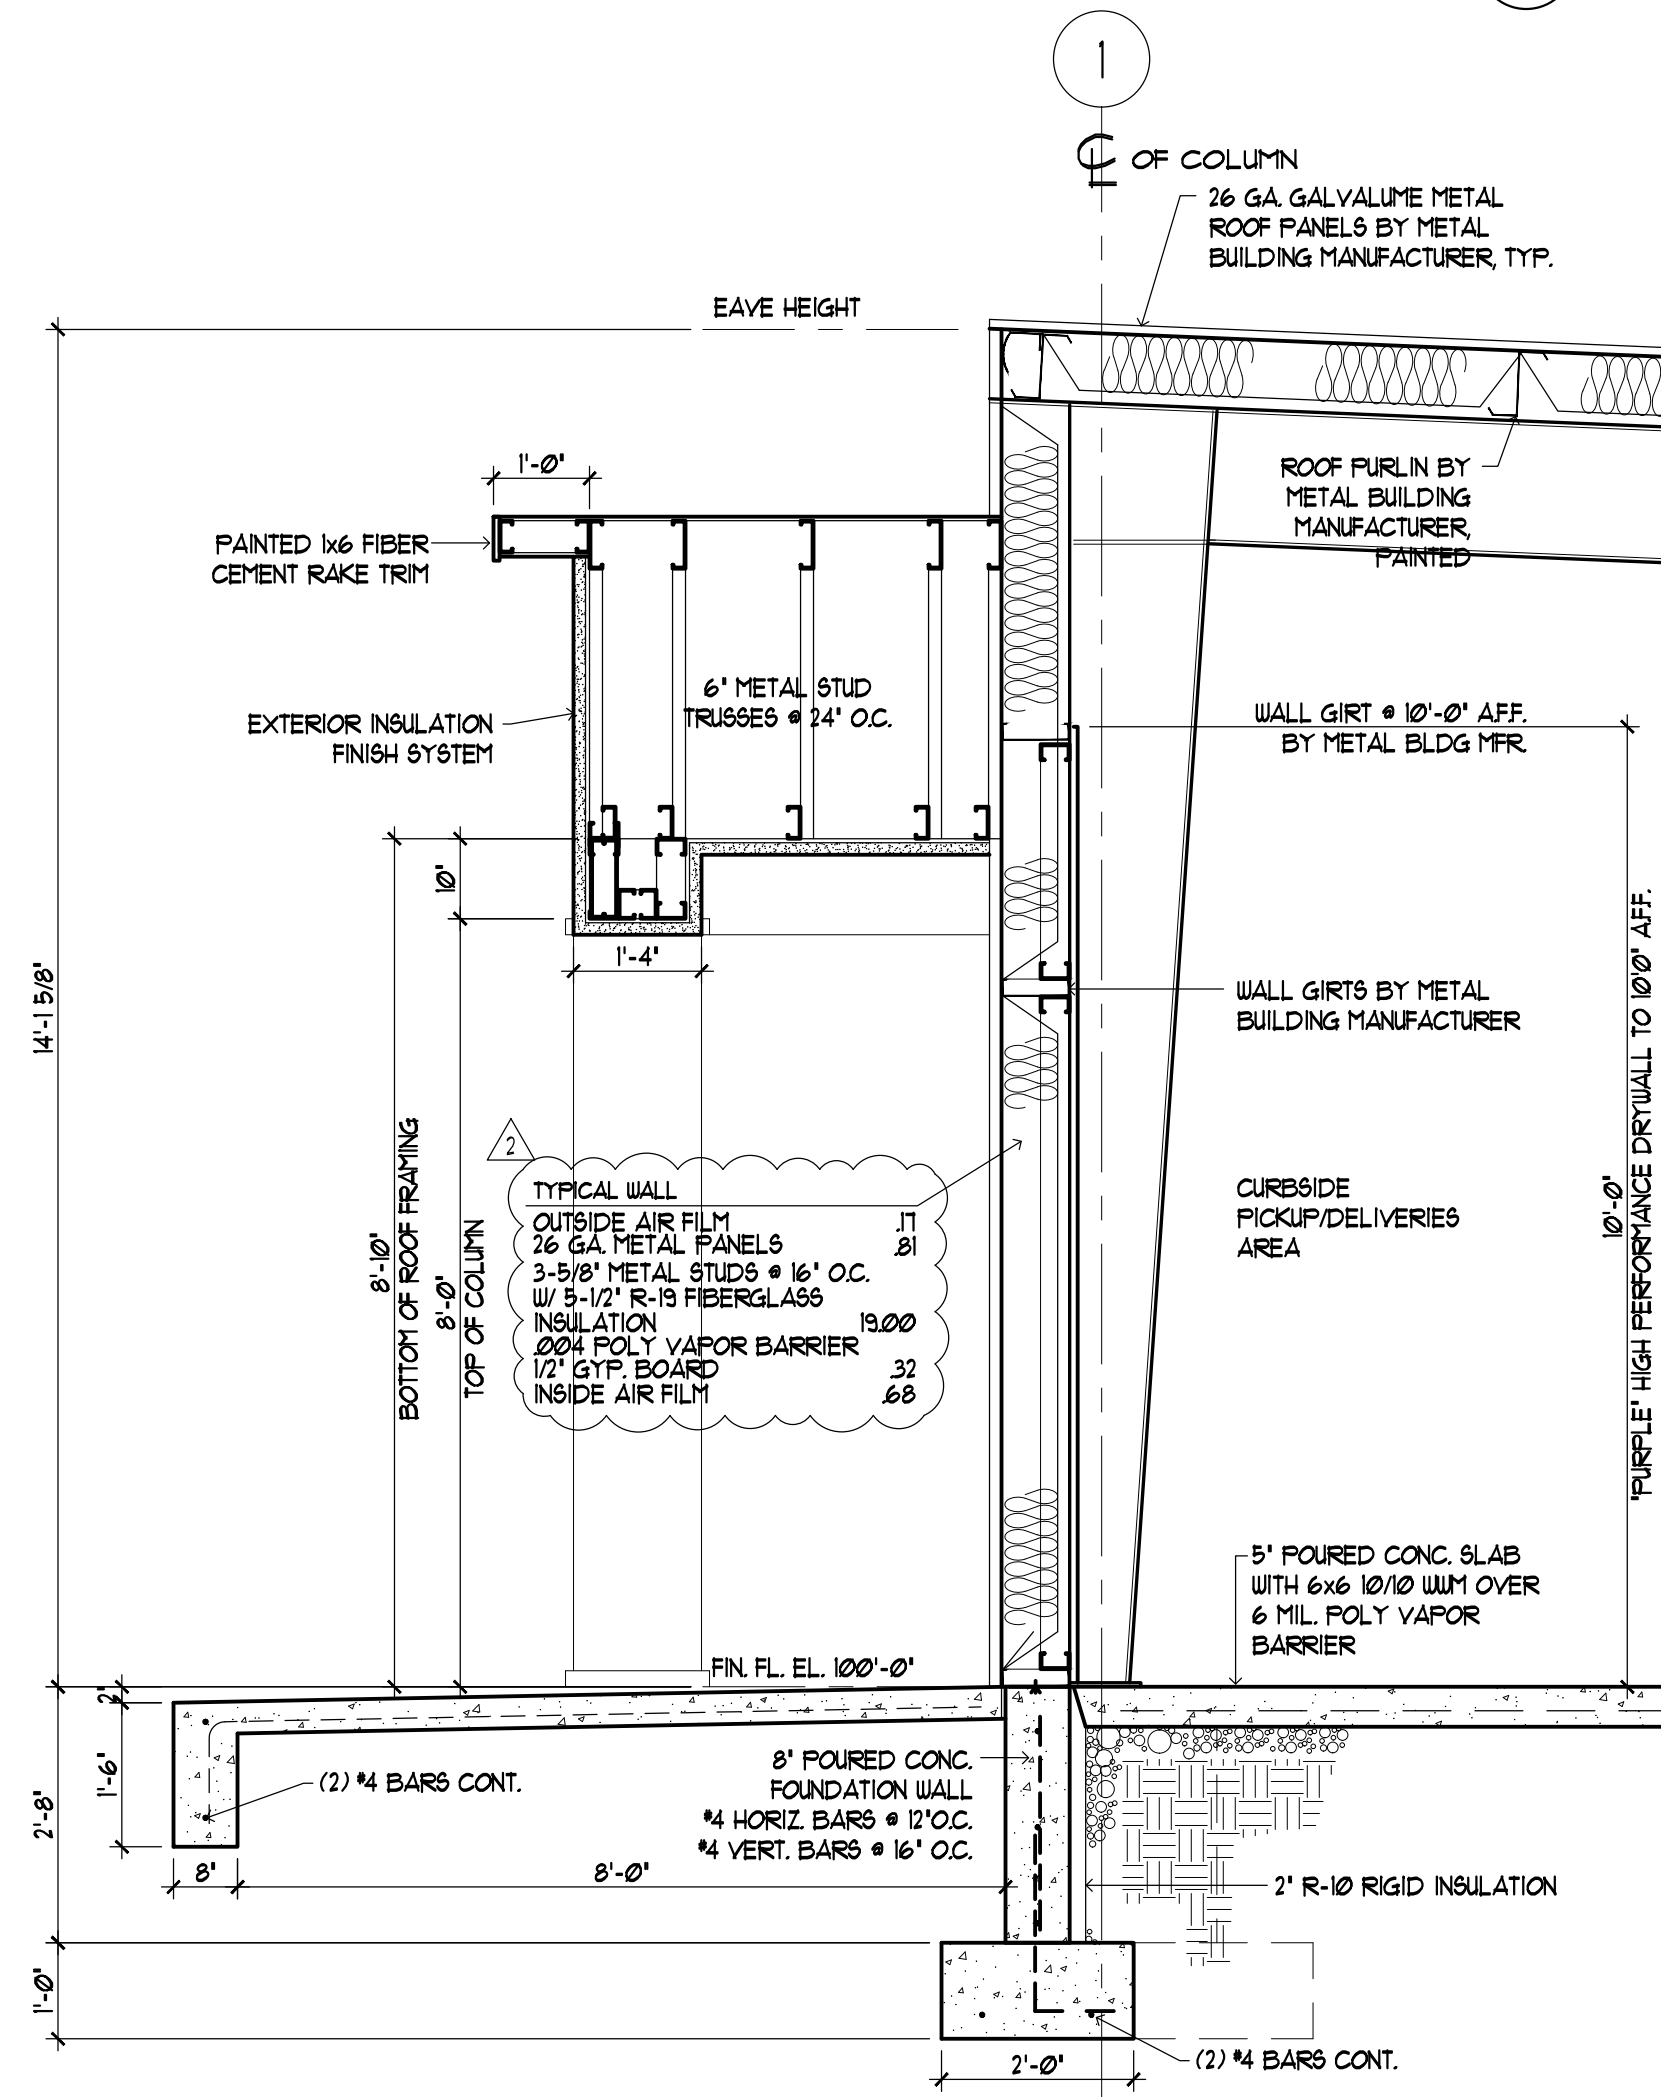 1
℄ OF COLUMN
26 GA. GALVALUME METAL
ROOF PANELS BY METAL
BUILDING MANUFACTURER, TYP.
EAVE HEIGHT
1'-0"
PAINTED 1x6 FIBER
CEMENT RAKE TRIM
ROOF PURLIN BY
METAL BUILDING
MANUFACTURER,
PAINTED
6" METAL STUD
TRUSSES @ 24" O.C.
EXTERIOR INSULATION
FINISH SYSTEM
WALL GIRT @ 10'-0" A.F.F.
BY METAL BLDG MFR.
10"
1'-4"
14'-1 5/8"
WALL GIRTS BY METAL
BUILDING MANUFACTURER
8'-10"
BOTTOM OF ROOF FRAMING
8'-0"
TOP OF COLUMN
2
TYPICAL WALL
OUTSIDE AIR FILM .17
26 GA. METAL PANELS .81
3-5/8" METAL STUDS @ 16" O.C.
W/ 5-1/2" R-19 FIBERGLASS
INSULATION 19.00
.004 POLY VAPOR BARRIER
1/2" GYP. BOARD .32
INSIDE AIR FILM .68
CURBSIDE
PICKUP/DELIVERIES
AREA
10'-0"
"PURPLE" HIGH PERFORMANCE DRYWALL TO 10'0" A.F.F.
5" POURED CONC. SLAB
WITH 6x6 10/10 WWM OVER
6 MIL. POLY VAPOR
BARRIER
FIN. FL. EL. 100'-0"
2"
1'-6"
2'-8"
(2) #4 BARS CONT.
8" POURED CONC.
FOUNDATION WALL
#4 HORIZ. BARS @ 12"O.C.
#4 VERT. BARS @ 16" O.C.
8"
8'-0"
2" R-10 RIGID INSULATION
1'-0"
2'-0"
(2) #4 BARS CONT.